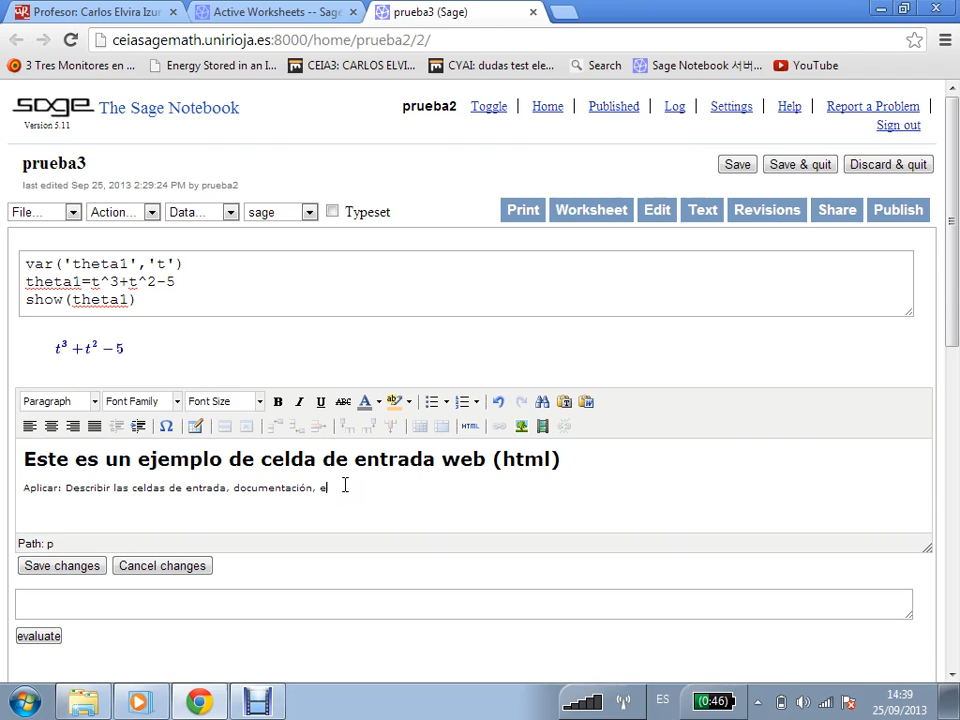 Profesor: Carlos Elvira Izur
Active Worksheets -- Sage
prueba3 (Sage)
ceiasagemath.unirioja.es:8000/home/prueba2/2/
3 Tres Monitores en ...
Energy Stored in an I...
CEIA3: CARLOS ELVI...
CYAI: dudas test ele...
Search
Sage Notebook 서버...
YouTube
sage The Sage Notebook
Version 5.11
prueba2 Toggle | Home | Published | Log | Settings | Help | Report a Problem |
Sign out
prueba3
last edited Sep 25, 2013 2:29:24 PM by prueba2
Save Save & quit Discard & quit
File... Action... Data... sage Typeset
Print Worksheet Edit Text Revisions Share Publish
var('theta1','t')
theta1=t^3+t^2-5
show(theta1)
t³ + t² − 5
Paragraph Font Family Font Size B I U ABC A ab
Ω HTML
Este es un ejemplo de celda de entrada web (html)
Aplicar: Describir las celdas de entrada, documentación, e
Path: p
Save changes Cancel changes
evaluate
ES (0:46) 14:39
25/09/2013